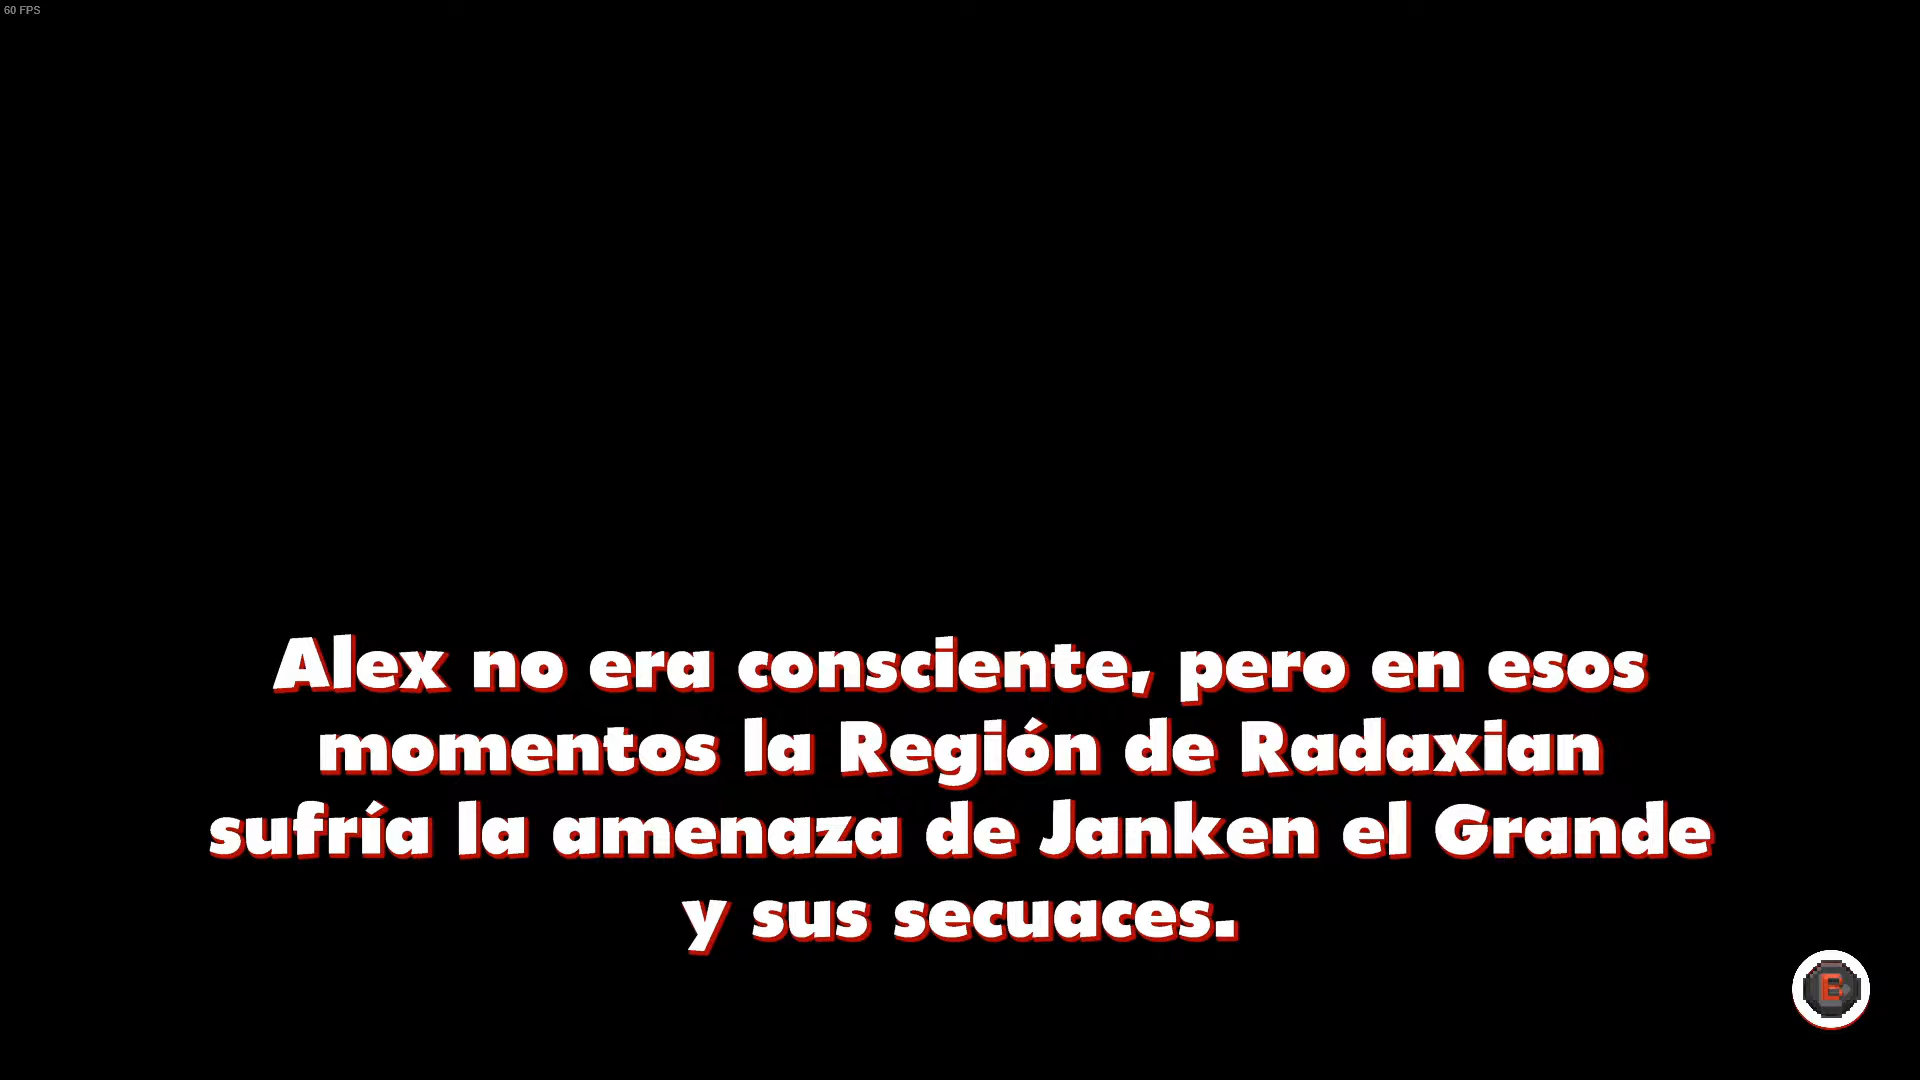 60 FPS
Alex no era consciente, pero en esos
momentos la Región de Radaxian
sufría la amenaza de Janken el Grande
y sus secuaces.
B